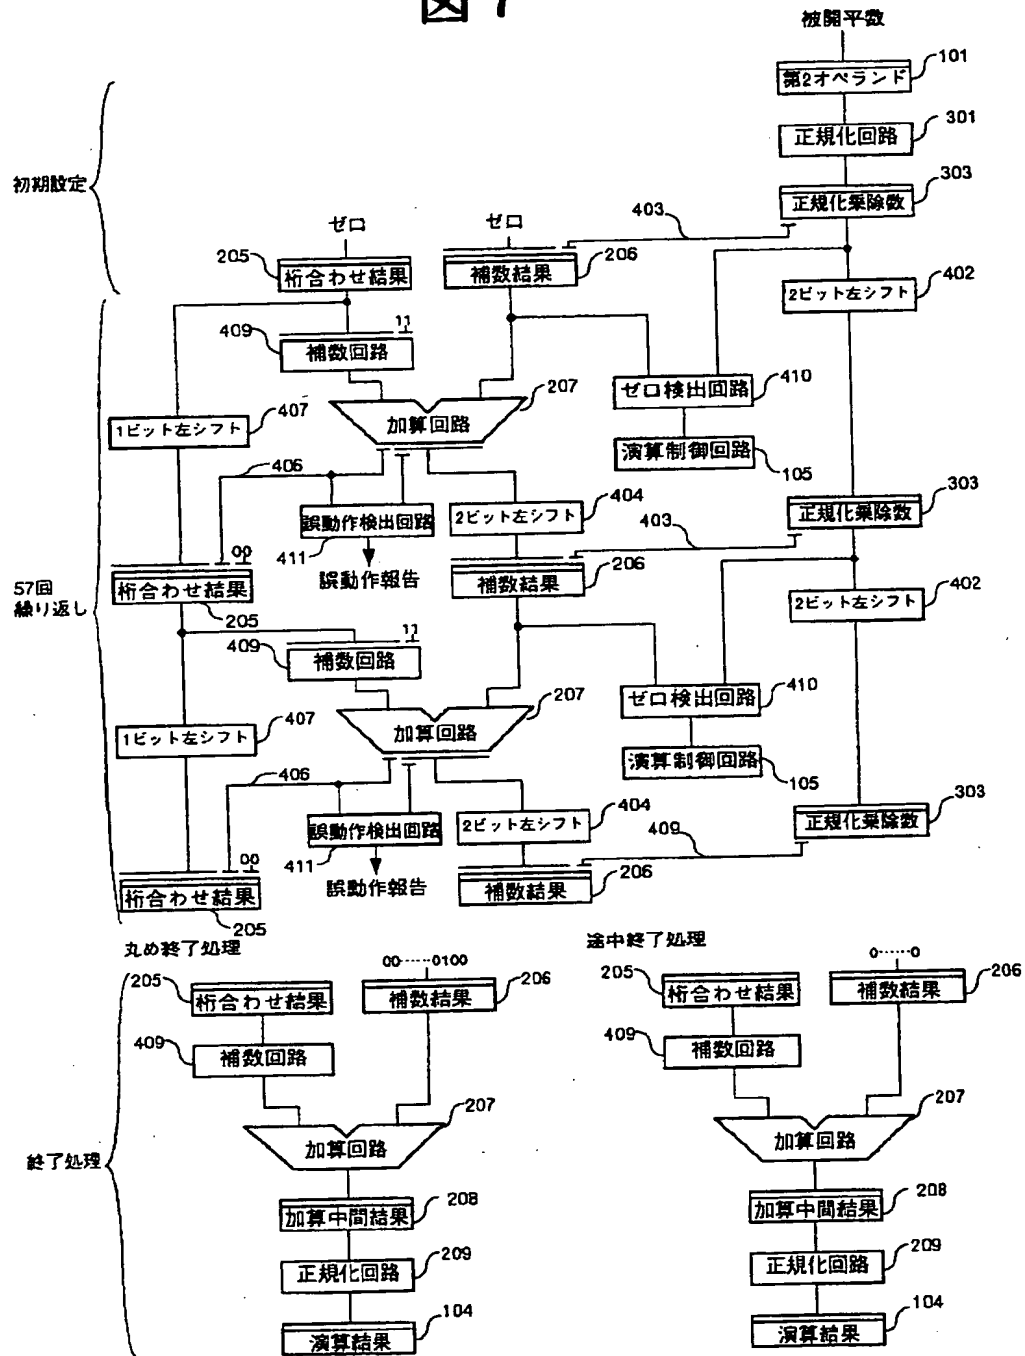 図7
被開平数
第2オペランド
101
正規化回路
301
初期設定
正規化乗除数
303
403
ゼロ
ゼロ
205
桁合わせ結果
補数結果
206
2ビット左シフト
402
409
11
補数回路
207
加算回路
ゼロ検出回路
410
1ビット左シフト
407
演算制御回路
105
406
404
誤動作検出回路
411
2ビット左シフト
正規化乗除数
303
403
誤動作報告
00
57回
繰り返し
桁合わせ結果
205
補数結果
206
2ビット左シフト
402
409
11
補数回路
207
加算回路
ゼロ検出回路
410
1ビット左シフト
407
演算制御回路
105
406
404
誤動作検出回路
411
2ビット左シフト
正規化乗除数
303
409
誤動作報告
00
桁合わせ結果
205
補数結果
206
丸め終了処理
途中終了処理
00……0100
0……0
205
桁合わせ結果
補数結果
206
205
桁合わせ結果
補数結果
206
409
補数回路
409
補数回路
207
加算回路
207
加算回路
終了処理
208
加算中間結果
208
加算中間結果
209
正規化回路
209
正規化回路
104
演算結果
104
演算結果